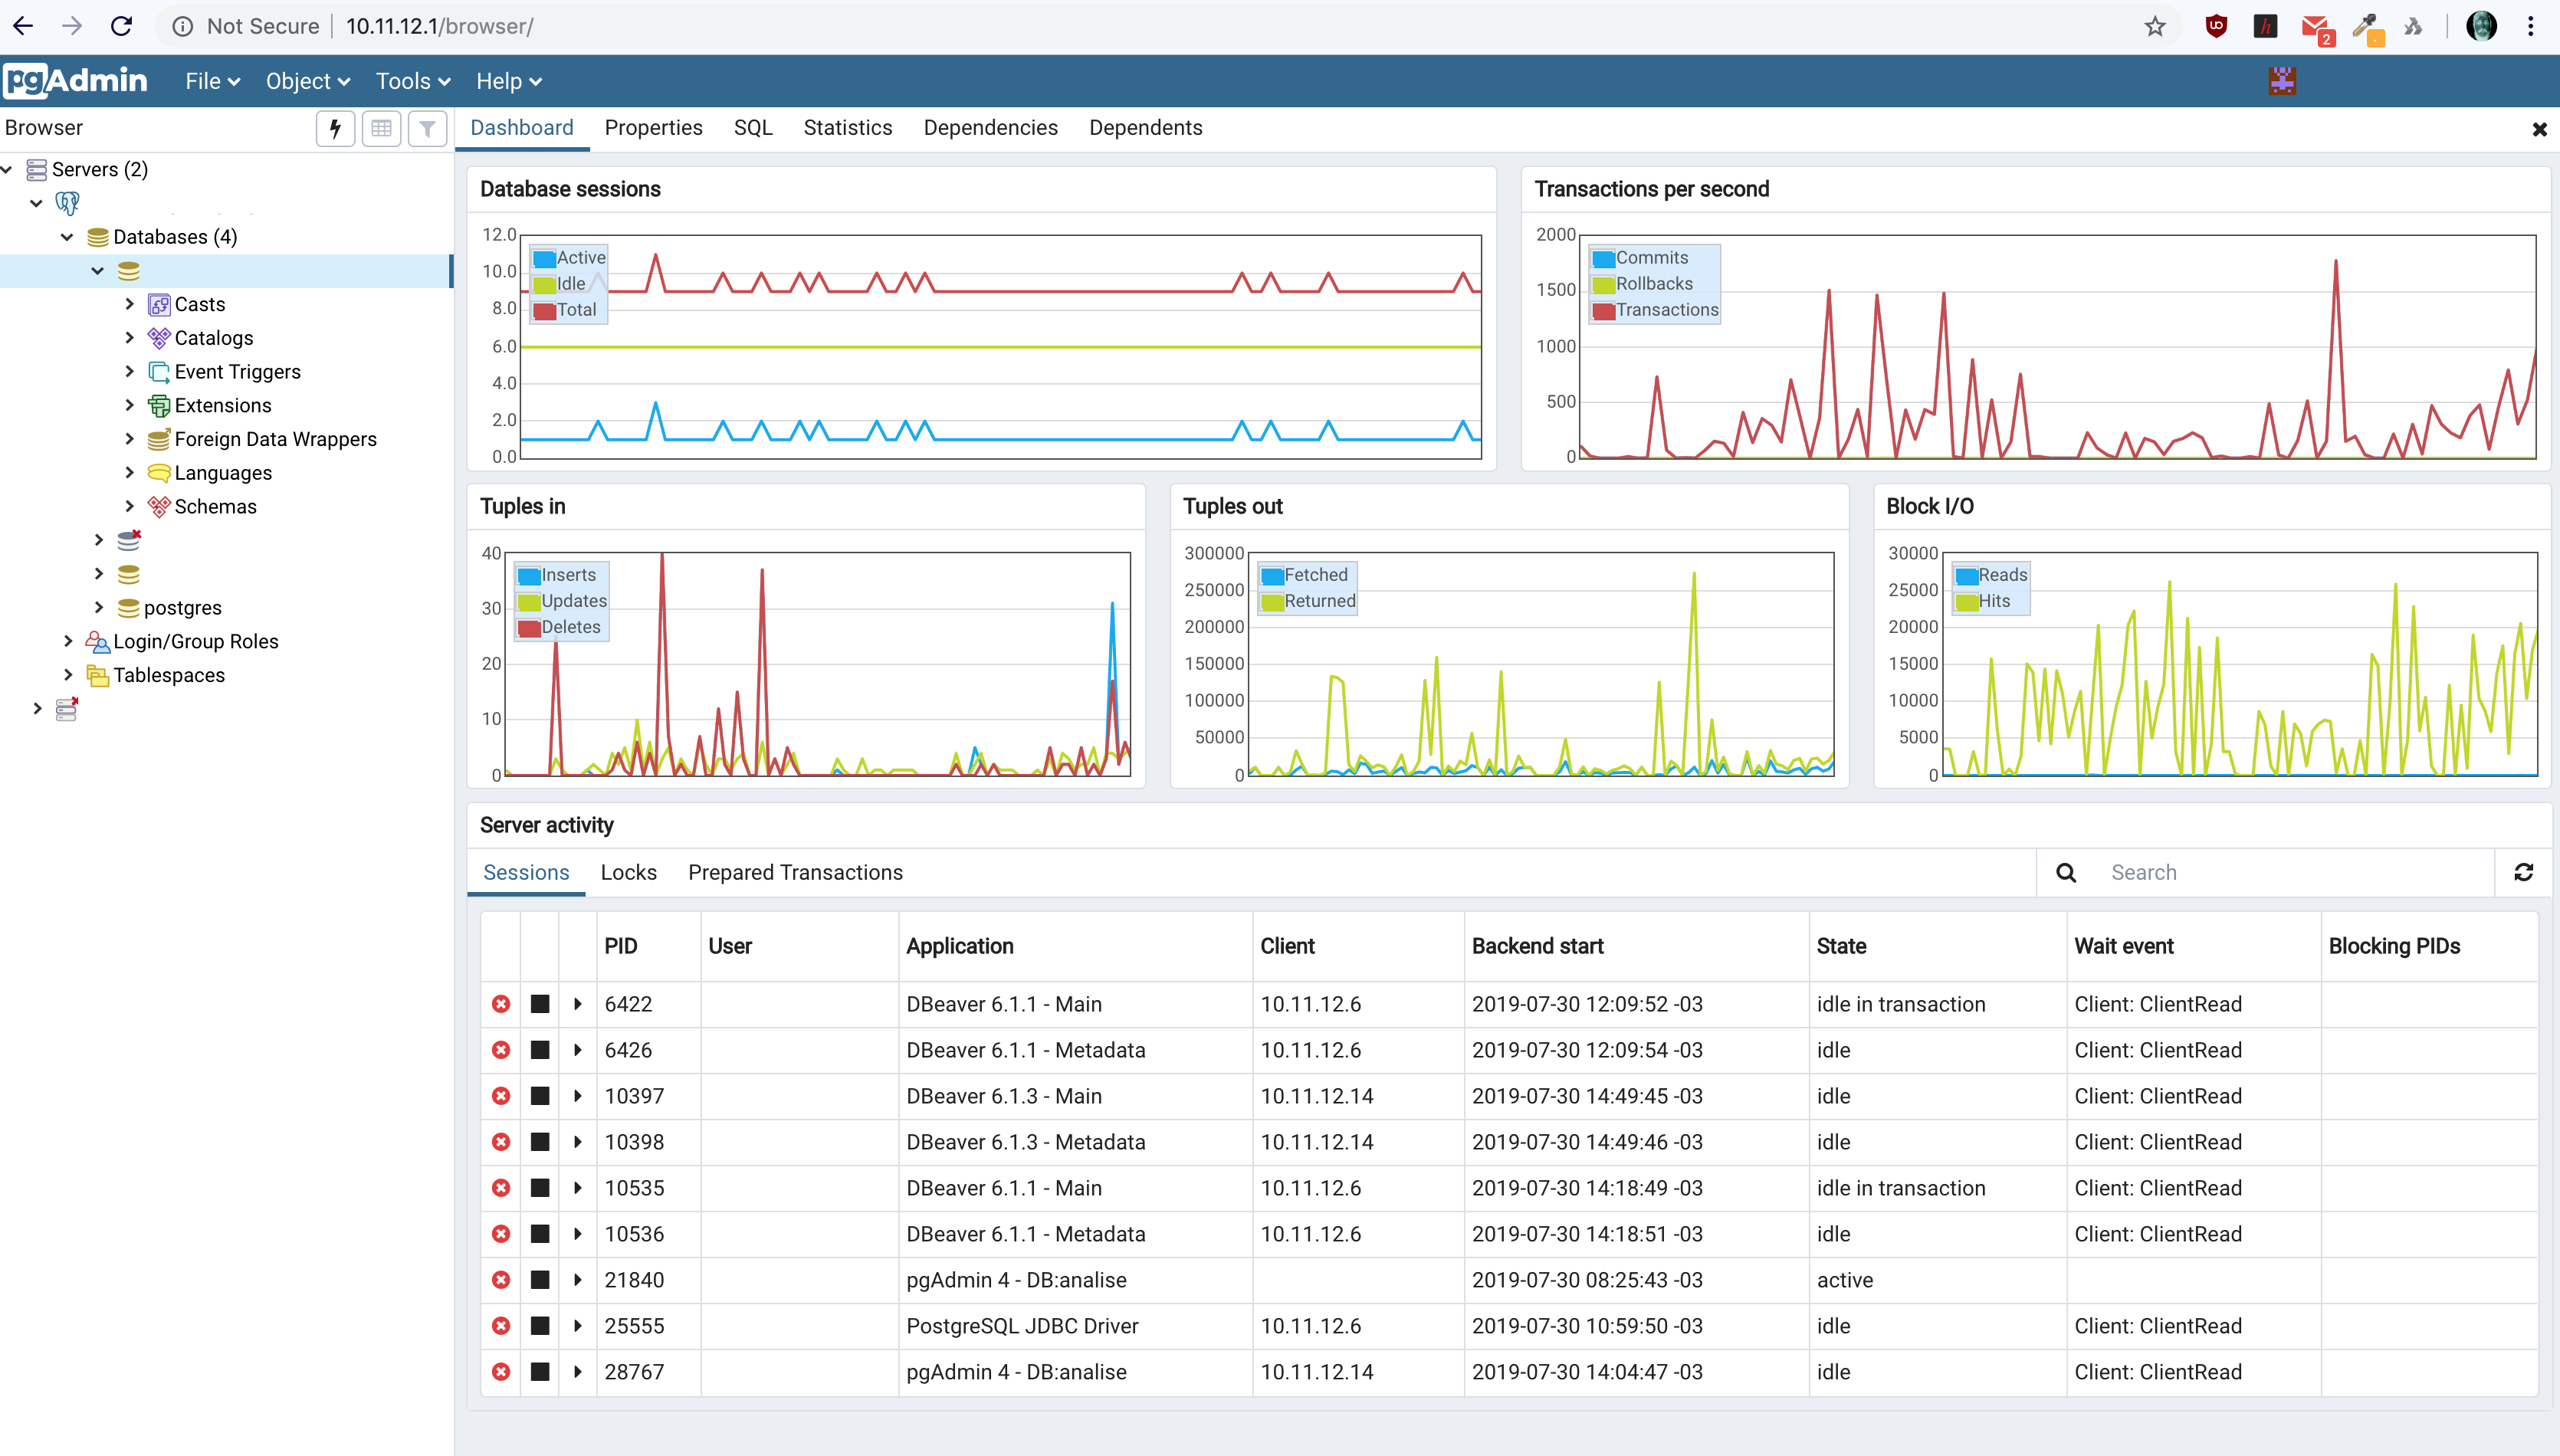 Not Secure | 10.11.12.1/browser/
2
pgAdmin File Object Tools Help
Browser
Dashboard Properties SQL Statistics Dependencies Dependents
Servers (2)
Databases (4)
Casts
Catalogs
Event Triggers
Extensions
Foreign Data Wrappers
Languages
Schemas
postgres
Login/Group Roles
Tablespaces
Database sessions
12.0
10.0
8.0
6.0
4.0
2.0
0.0
Active
Idle
Total
Transactions per second
2000
1500
1000
500
0
Commits
Rollbacks
Transactions
Tuples in
40
30
20
10
0
Inserts
Updates
Deletes
Tuples out
300000
250000
200000
150000
100000
50000
0
Fetched
Returned
Block I/O
30000
25000
20000
15000
10000
5000
0
Reads
Hits
Server activity
Sessions Locks Prepared Transactions Search
PID User Application Client Backend start State Wait event Blocking PIDs
6422 DBeaver 6.1.1 - Main 10.11.12.6 2019-07-30 12:09:52 -03 idle in transaction Client: ClientRead
6426 DBeaver 6.1.1 - Metadata 10.11.12.6 2019-07-30 12:09:54 -03 idle Client: ClientRead
10397 DBeaver 6.1.3 - Main 10.11.12.14 2019-07-30 14:49:45 -03 idle Client: ClientRead
10398 DBeaver 6.1.3 - Metadata 10.11.12.14 2019-07-30 14:49:46 -03 idle Client: ClientRead
10535 DBeaver 6.1.1 - Main 10.11.12.6 2019-07-30 14:18:49 -03 idle in transaction Client: ClientRead
10536 DBeaver 6.1.1 - Metadata 10.11.12.6 2019-07-30 14:18:51 -03 idle Client: ClientRead
21840 pgAdmin 4 - DB:analise 2019-07-30 08:25:43 -03 active
25555 PostgreSQL JDBC Driver 10.11.12.6 2019-07-30 10:59:50 -03 idle Client: ClientRead
28767 pgAdmin 4 - DB:analise 10.11.12.14 2019-07-30 14:04:47 -03 idle Client: ClientRead